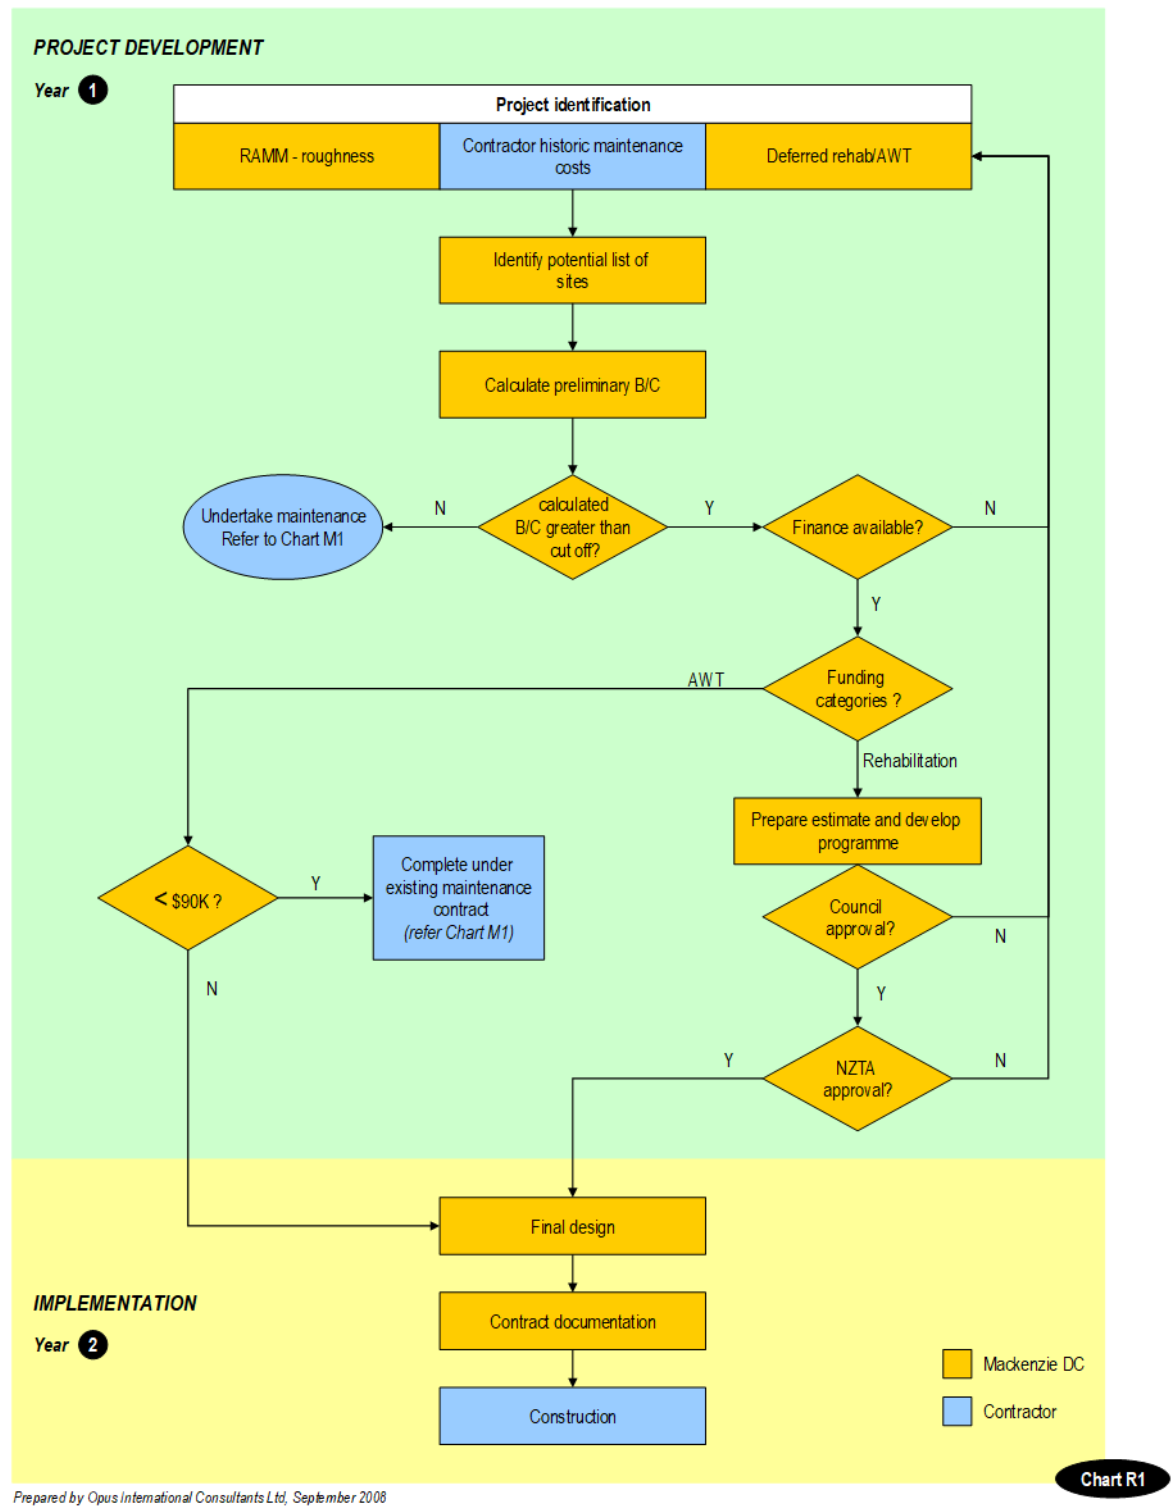 PROJECT DEVELOPMENT
Year 1
Project identification
RAMM - roughness
Contractor historic maintenance
costs
Deferred rehab/AWT
Identify potential list of
sites
Calculate preliminary B/C
calculated
B/C greater than
cut off?
N
Y
Undertake maintenance
Refer to Chart M1
Finance available?
N
Y
Funding
categories ?
AWT
Rehabilitation
Prepare estimate and develop
programme
< $90K ?
Y
Complete under
existing maintenance
contract
(refer Chart M1)
Council
approval?
N
N
Y
NZTA
approval?
Y
N
Final design
IMPLEMENTATION
Year 2
Contract documentation
Construction
Mackenzie DC
Contractor
Chart R1
Prepared by Opus International Consultants Ltd, September 2008